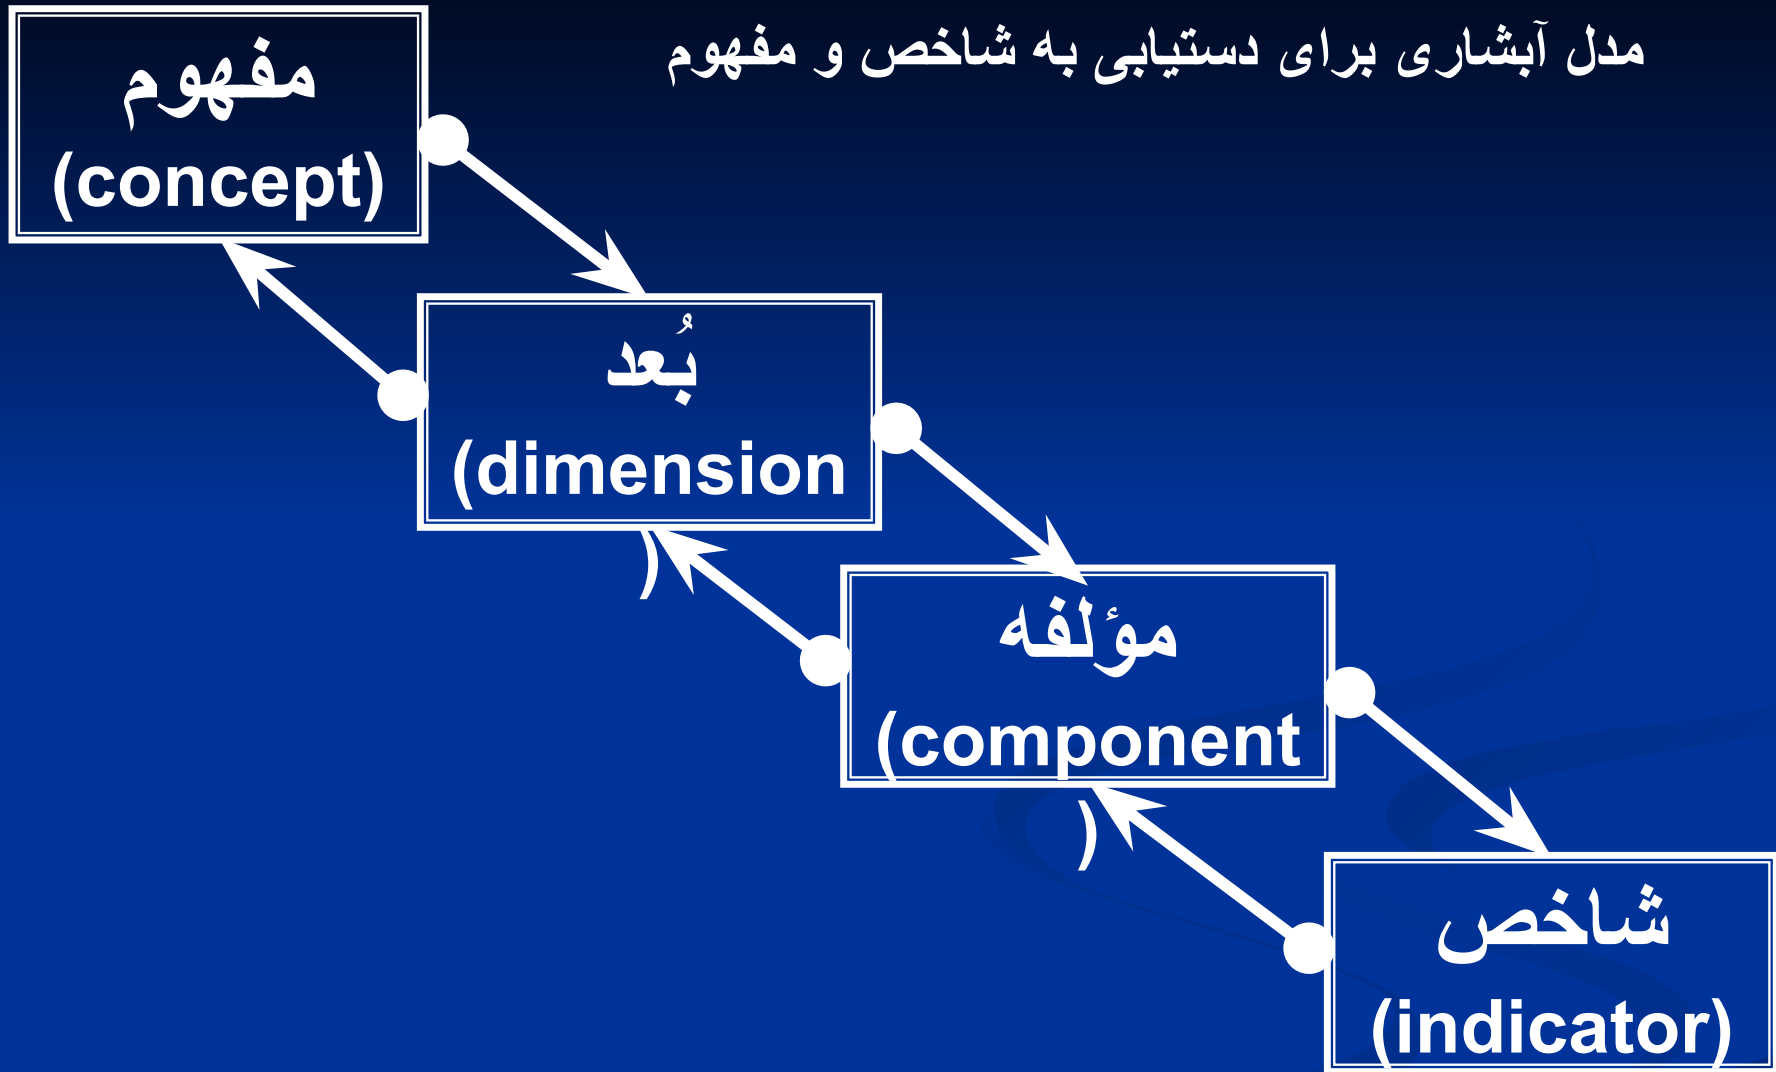 مدل آبشاری برای دستیابی به شاخص و مفهوم
مفهوم
(concept)
بُعد
(dimension
)
مؤلفه
(component
)
شاخص
(indicator)